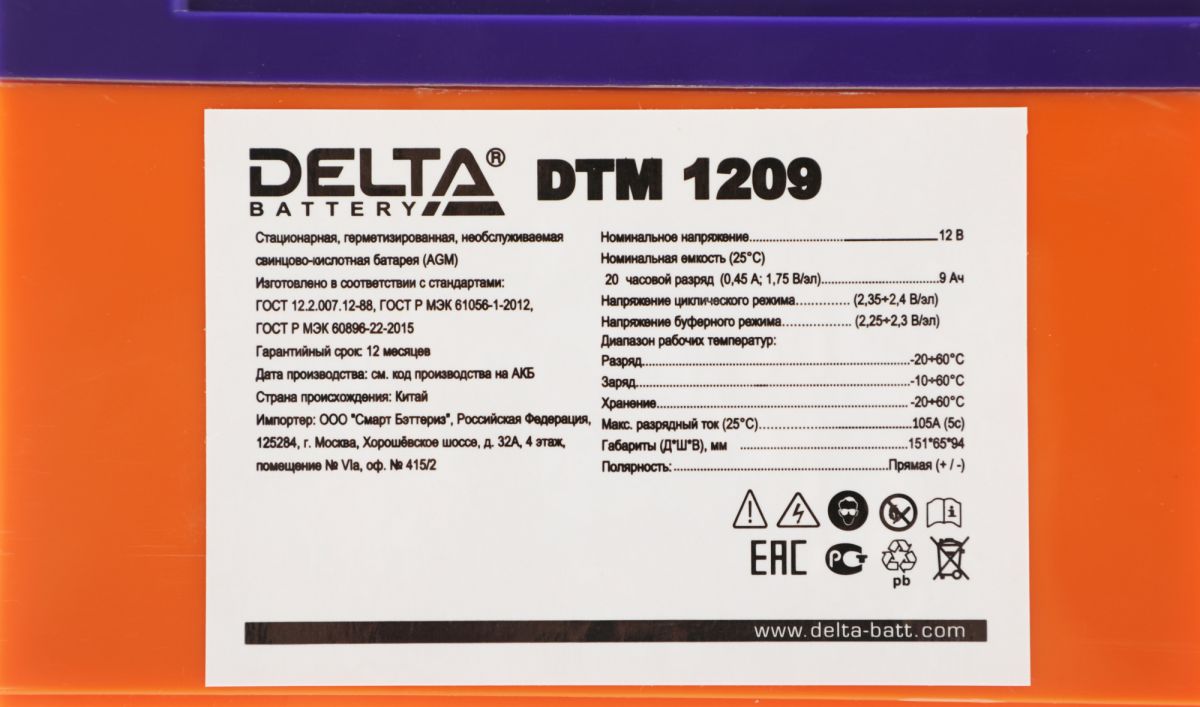 DELTA® DTM 1209
BATTERY
Стационарная, герметизированная, необслуживаемая
свинцово-кислотная батарея (AGM)
Изготовлено в соответствии с стандартами:
ГОСТ 12.2.007.12-88, ГОСТ Р МЭК 61056-1-2012,
ГОСТ Р МЭК 60896-22-2015
Гарантийный срок: 12 месяцев
Дата производства: см. код производства на АКБ
Страна происхождения: Китай
Импортер: ООО "Смарт Бэттериз", Российская Федерация,
125284, г. Москва, Хорошёвское шоссе, д. 32А, 4 этаж,
помещение № VIa, оф. № 415/2
Номинальное напряжение........................................12 В
Номинальная емкость (25°С)
20 часовой разряд (0,45 А; 1,75 В/эл)........................9 Ач
Напряжение циклического режима............ (2,35÷2,4 В/эл)
Напряжение буферного режима............... (2,25÷2,3 В/эл)
Диапазон рабочих температур:
Разряд......................................................-20÷60°С
Заряд.......................................................-10÷60°С
Хранение................................................... -20÷60°С
Макс. разрядный ток (25°С)................................105А (5с)
Габариты (Д*Ш*В), мм ......................................151*65*94
Полярность:...........................................Прямая (+ / -)
EAC РСТ pb
www.delta-batt.com